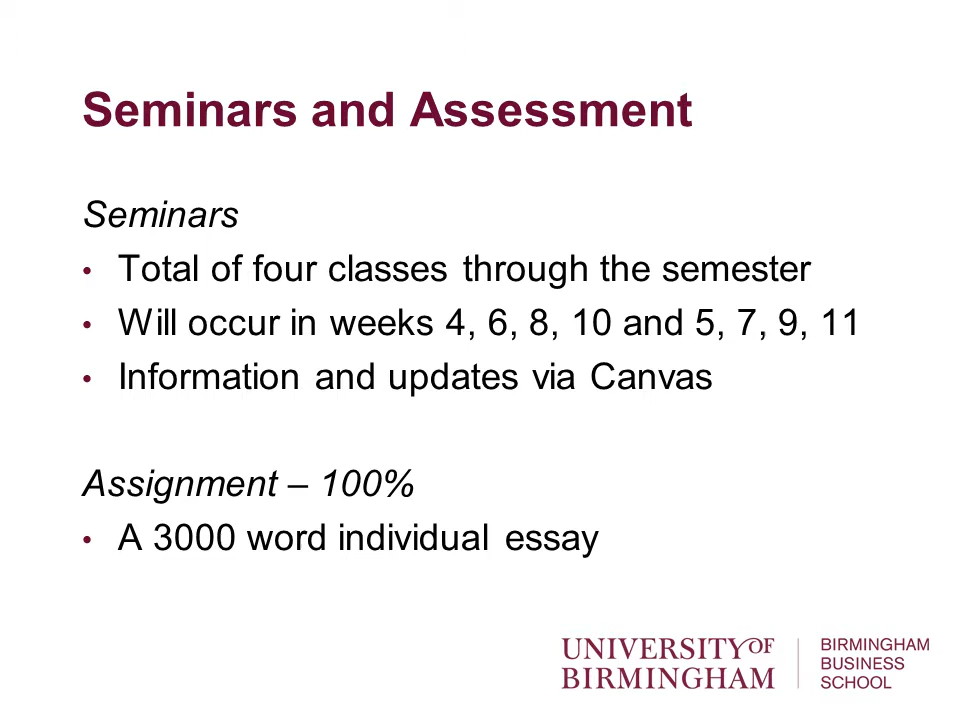 Seminars and Assessment
Seminars
• Total of four classes through the semester
• Will occur in weeks 4, 6, 8, 10 and 5, 7, 9, 11
• Information and updates via Canvas
Assignment – 100%
• A 3000 word individual essay
UNIVERSITY OF
BIRMINGHAM
BIRMINGHAM
BUSINESS
SCHOOL